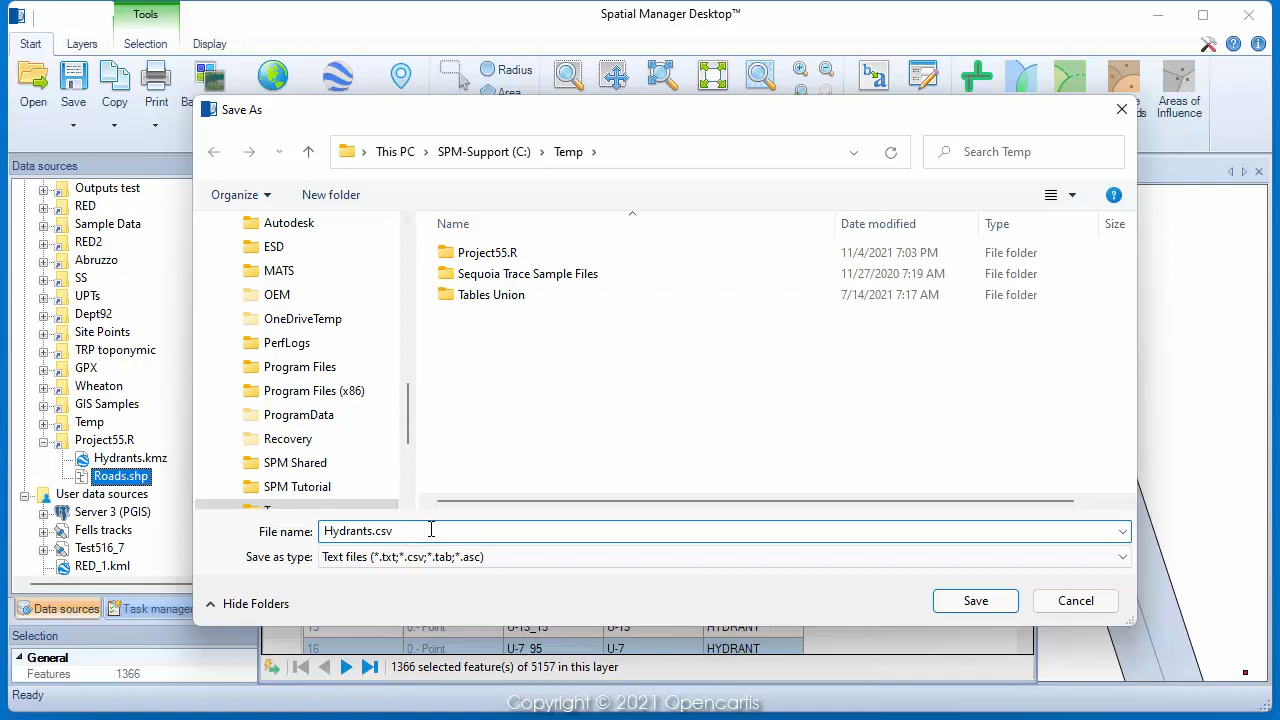 Tools
Spatial Manager Desktop™
Start Layers Selection Display
Open Save Copy Print Radius
Areas of
Influence
Save As
Data sources
This PC SPM-Support (C:) Temp
Search Temp
Organize New folder
Outputs test
RED
Sample Data
RED2
Abruzzo
SS
UPTs
Dept92
Site Points
TRP toponymic
GPX
Wheaton
GIS Samples
Temp
Project55.R
Hydrants.kmz
Roads.shp
User data sources
Server 3 (PGIS)
Fells tracks
Test516_7
RED_1.kml
Autodesk
ESD
MATS
OEM
OneDriveTemp
PerfLogs
Program Files
Program Files (x86)
ProgramData
Recovery
SPM Shared
SPM Tutorial
Name Date modified Type Size
Project55.R 11/4/2021 7:03 PM File folder
Sequoia Trace Sample Files 11/27/2020 7:19 AM File folder
Tables Union 7/14/2021 7:17 AM File folder
File name: Hydrants.csv
Save as type: Text files (*.txt;*.csv;*.tab;*.asc)
Hide Folders Save Cancel
Data sources Task manager
Selection
General
Features 1366
16 0.- Point U-7_95 U-7 HYDRANT
1366 selected feature(s) of 5157 in this layer
Ready
Copyright © 2021 Opencartis